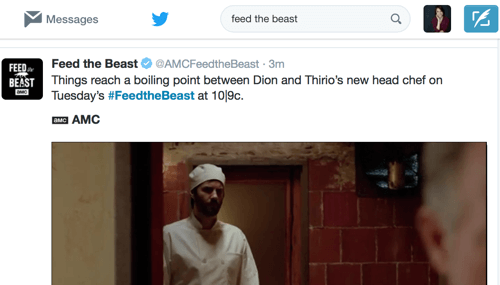 Messages
feed the beast
Feed the Beast @AMCFeedtheBeast · 3m
FEED the
BEAST
amc
Things reach a boiling point between Dion and Thirio's new head chef on
Tuesday's #FeedtheBeast at 10|9c.
amc AMC